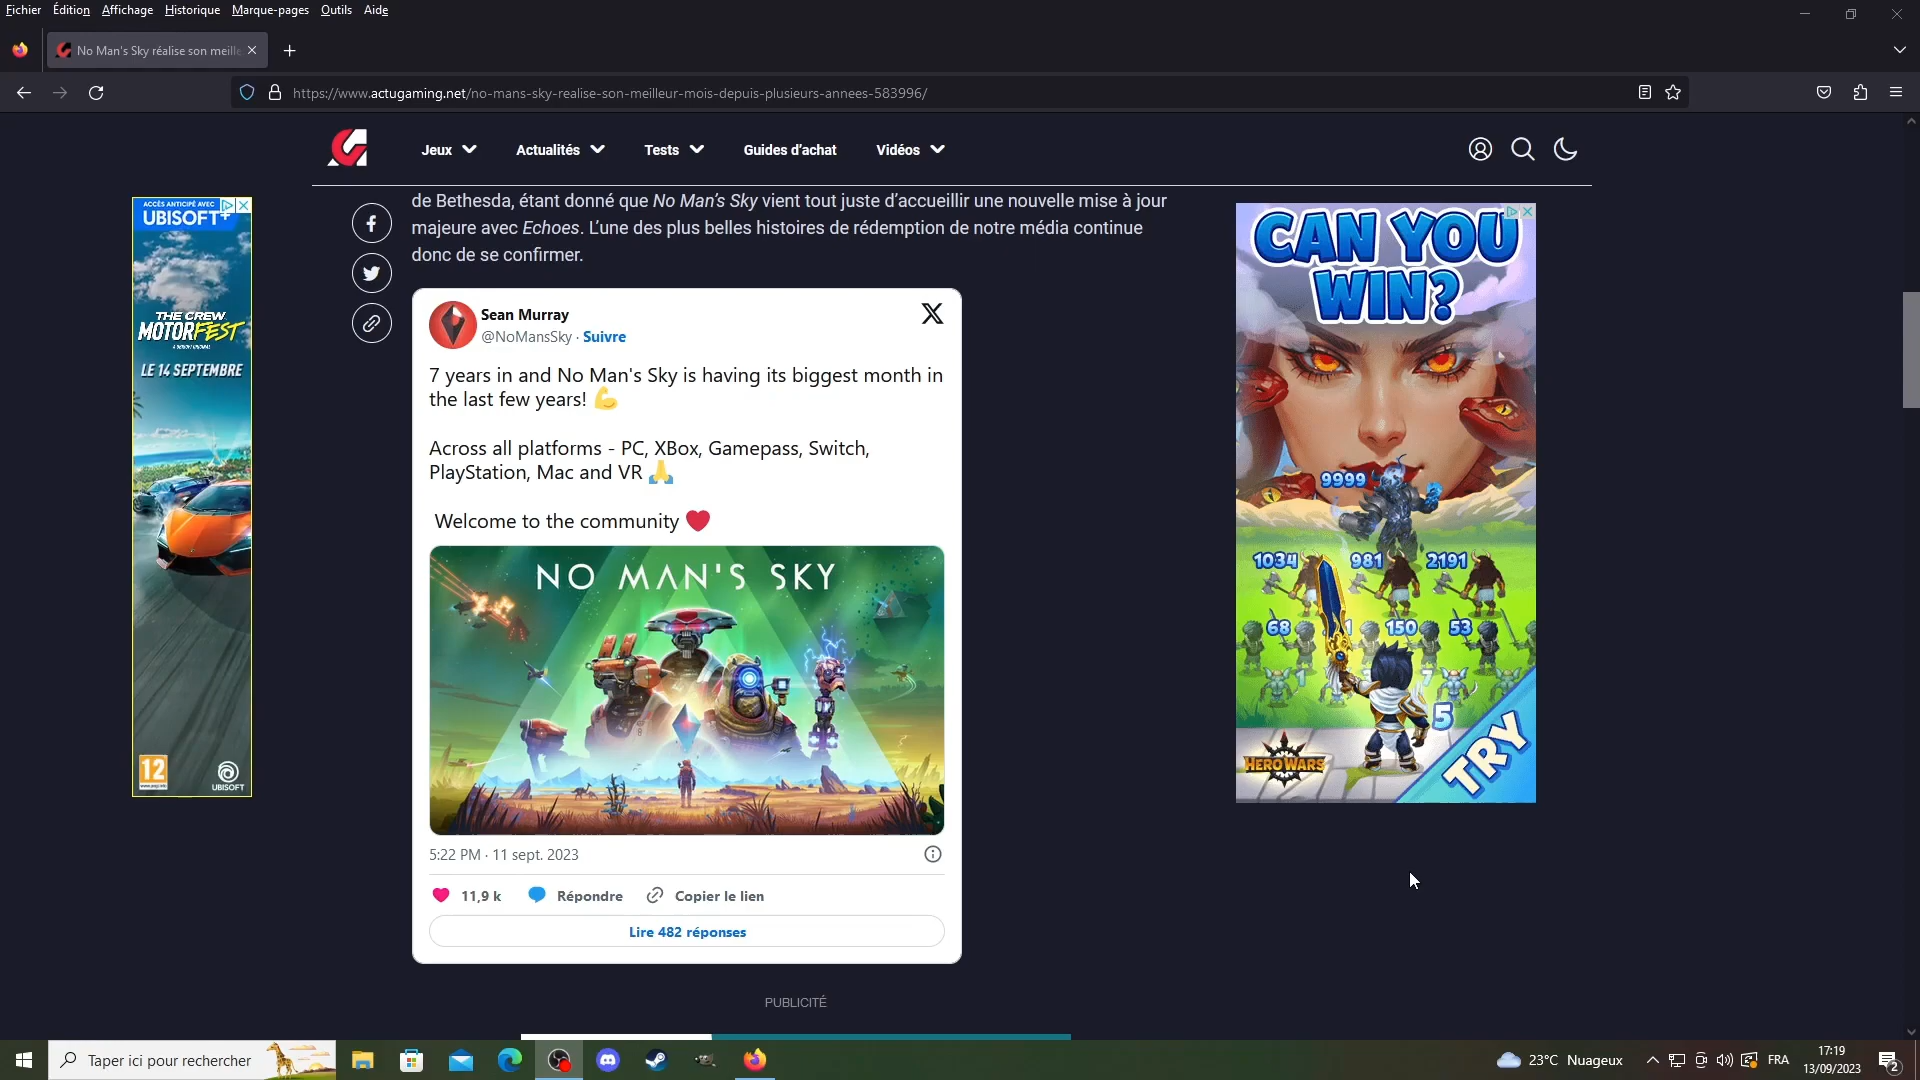 Fichier Édition Affichage Historique Marque-pages Outils Aide
No Man's Sky réalise son meille
https://www.actugaming.net/no-mans-sky-realise-son-meilleur-mois-depuis-plusieurs-annees-583996/
Jeux Actualités Tests Guides d'achat Vidéos
de Bethesda, étant donné que No Man's Sky vient tout juste d'accueillir une nouvelle mise à jour
majeure avec Echoes. L'une des plus belles histoires de rédemption de notre média continue
donc de se confirmer.
ACCÈS ANTICIPÉ AVEC
UBISOFT+
THE CREW
MOTORFEST
LE 14 SEPTEMBRE
12
UBISOFT
Sean Murray
@NoMansSky · Suivre
7 years in and No Man's Sky is having its biggest month in
the last few years! 💪
Across all platforms - PC, XBox, Gamepass, Switch,
PlayStation, Mac and VR 🙏
Welcome to the community ❤️
NO MAN'S SKY
5:22 PM · 11 sept. 2023
11,9 k Répondre Copier le lien
Lire 482 réponses
CAN YOU
WIN?
9999
1034 981 2191
68 1 150 53
1 7
5
HERO WARS
TRY
PUBLICITÉ
Taper ici pour rechercher
23°C Nuageux
FRA
17:19
13/09/2023
2